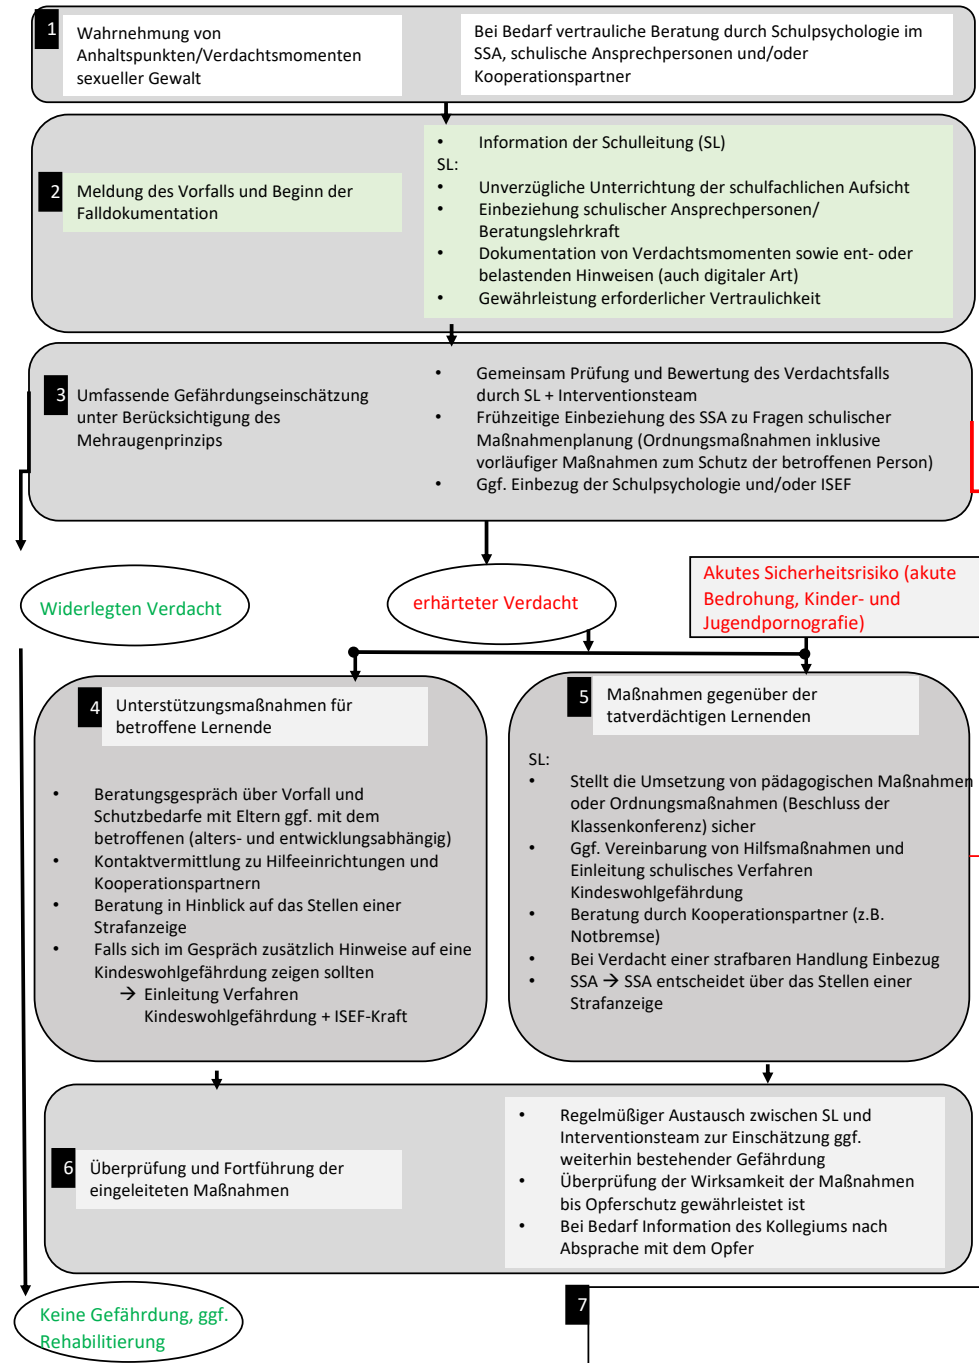 1
Wahrnehmung von
Anhaltspunkten/Verdachtsmomenten
sexueller Gewalt
Bei Bedarf vertrauliche Beratung durch Schulpsychologie im
SSA, schulische Ansprechpersonen und/oder
Kooperationspartner
2
Meldung des Vorfalls und Beginn der
Falldokumentation
• Information der Schulleitung (SL)
SL:
• Unverzügliche Unterrichtung der schulfachlichen Aufsicht
• Einbeziehung schulischer Ansprechpersonen/
Beratungslehrkraft
• Dokumentation von Verdachtsmomenten sowie ent- oder
belastenden Hinweisen (auch digitaler Art)
• Gewährleistung erforderlicher Vertraulichkeit
3
Umfassende Gefährdungseinschätzung
unter Berücksichtigung des
Mehraugenprinzips
• Gemeinsam Prüfung und Bewertung des Verdachtsfalls
durch SL + Interventionsteam
• Frühzeitige Einbeziehung des SSA zu Fragen schulischer
Maßnahmenplanung (Ordnungsmaßnahmen inklusive
vorläufiger Maßnahmen zum Schutz der betroffenen Person)
• Ggf. Einbezug der Schulpsychologie und/oder ISEF
Widerlegten Verdacht
erhärteter Verdacht
Akutes Sicherheitsrisiko (akute
Bedrohung, Kinder- und
Jugendpornografie)
4
Unterstützungsmaßnahmen für
betroffene Lernende
• Beratungsgespräch über Vorfall und
Schutzbedarfe mit Eltern ggf. mit dem
betroffenen (alters- und entwicklungsabhängig)
• Kontaktvermittlung zu Hilfeeinrichtungen und
Kooperationspartnern
• Beratung in Hinblick auf das Stellen einer
Strafanzeige
• Falls sich im Gespräch zusätzlich Hinweise auf eine
Kindeswohlgefährdung zeigen sollten
→ Einleitung Verfahren
Kindeswohlgefährdung + ISEF-Kraft
5
Maßnahmen gegenüber der
tatverdächtigen Lernenden
SL:
• Stellt die Umsetzung von pädagogischen Maßnahmen
oder Ordnungsmaßnahmen (Beschluss der
Klassenkonferenz) sicher
• Ggf. Vereinbarung von Hilfsmaßnahmen und
Einleitung schulisches Verfahren
Kindeswohlgefährdung
• Beratung durch Kooperationspartner (z.B.
Notbremse)
• Bei Verdacht einer strafbaren Handlung Einbezug
• SSA → SSA entscheidet über das Stellen einer
Strafanzeige
6
Überprüfung und Fortführung der
eingeleiteten Maßnahmen
• Regelmüßiger Austausch zwischen SL und
Interventionsteam zur Einschätzung ggf.
weiterhin bestehender Gefährdung
• Überprüfung der Wirksamkeit der Maßnahmen
bis Opferschutz gewährleistet ist
• Bei Bedarf Information des Kollegiums nach
Absprache mit dem Opfer
Keine Gefährdung, ggf.
Rehabilitierung
7